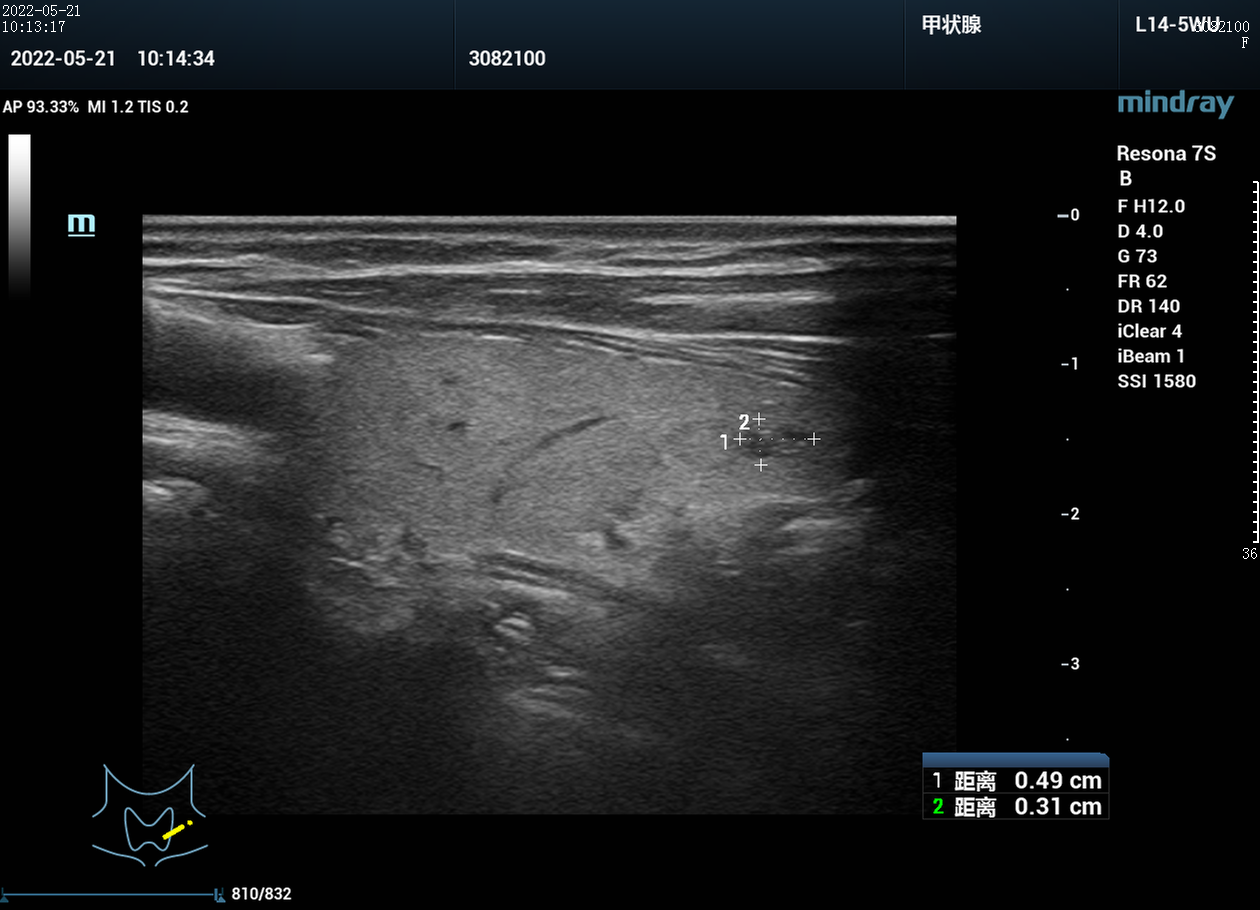 2022-05-21
10:13:17
甲状腺
L14-5WU
3082100
F
2022-05-21 10:14:34
3082100
AP 93.33% MI 1.2 TIS 0.2
mindray
Resona 7S
B
F H12.0
D 4.0
G 73
FR 62
DR 140
iClear 4
iBeam 1
SSI 1580
m
0
-1
-2
-3
2
1
36
1 距离 0.49 cm
2 距离 0.31 cm
810/832